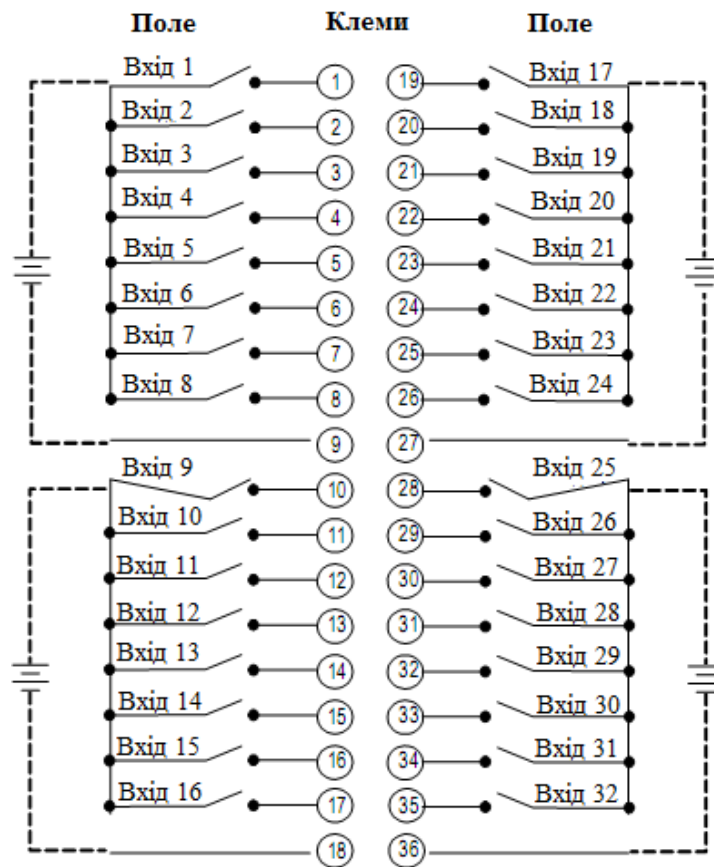 Поле Клеми Поле
Вхід 1 1 19 Вхід 17
Вхід 2 2 20 Вхід 18
Вхід 3 3 21 Вхід 19
Вхід 4 4 22 Вхід 20
Вхід 5 5 23 Вхід 21
Вхід 6 6 24 Вхід 22
Вхід 7 7 25 Вхід 23
Вхід 8 8 26 Вхід 24
9 27
Вхід 9 10 28 Вхід 25
Вхід 10 11 29 Вхід 26
Вхід 11 12 30 Вхід 27
Вхід 12 13 31 Вхід 28
Вхід 13 14 32 Вхід 29
Вхід 14 15 33 Вхід 30
Вхід 15 16 34 Вхід 31
Вхід 16 17 35 Вхід 32
18 36